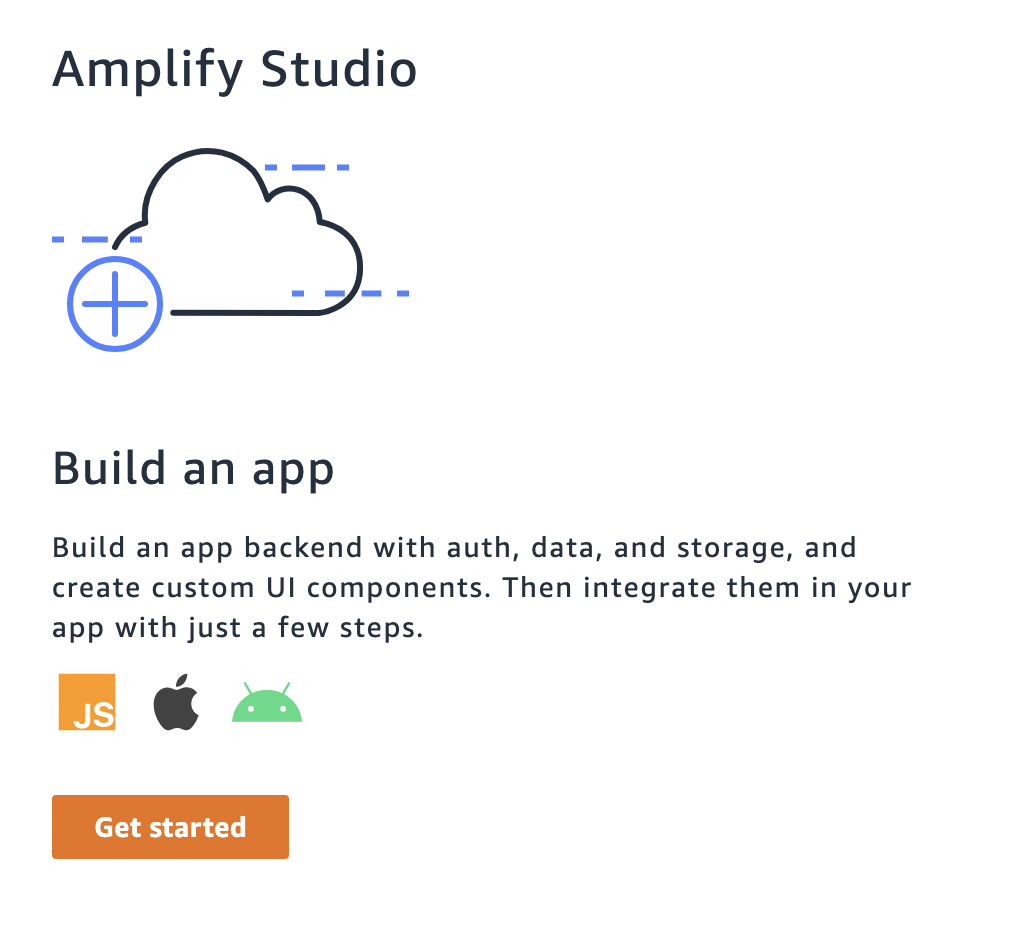 Amplify Studio
Build an app
Build an app backend with auth, data, and storage, and
create custom UI components. Then integrate them in your
app with just a few steps.
JS
Get started